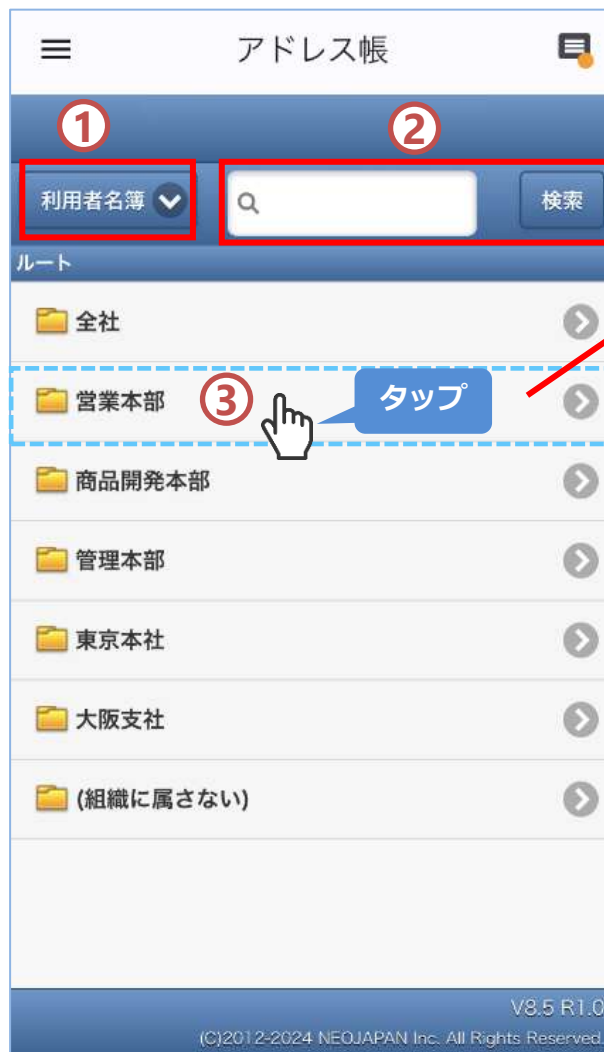 アドレス帳
① ②
利用者名簿 検索
ルート
全社
営業本部 ③ タップ
商品開発本部
管理本部
東京本社
大阪支社
(組織に属さない)
V8.5 R1.0
(C)2012-2024 NEOJAPAN Inc. All Rights Reserved.